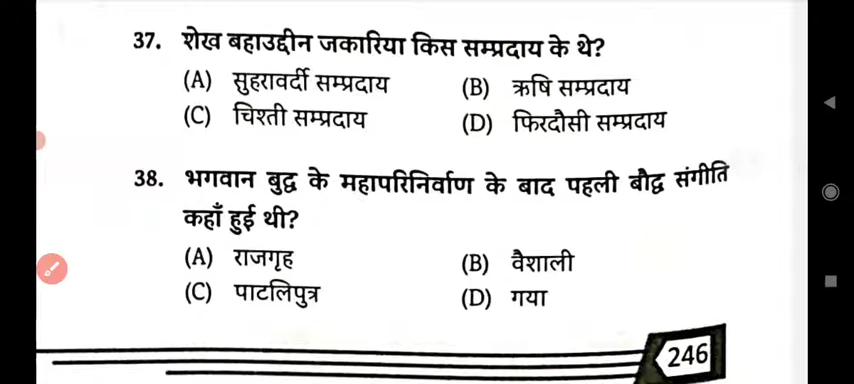 37. शेख बहाउद्दीन जकारिया किस सम्प्रदाय के थे?
(A) सुहरावर्दी सम्प्रदाय (B) ऋषि सम्प्रदाय
(C) चिश्ती सम्प्रदाय (D) फिरदौसी सम्प्रदाय
38. भगवान बुद्ध के महापरिनिर्वाण के बाद पहली बौद्ध संगीति
कहाँ हुई थी?
(A) राजगृह (B) वैशाली
(C) पाटलिपुत्र (D) गया
246